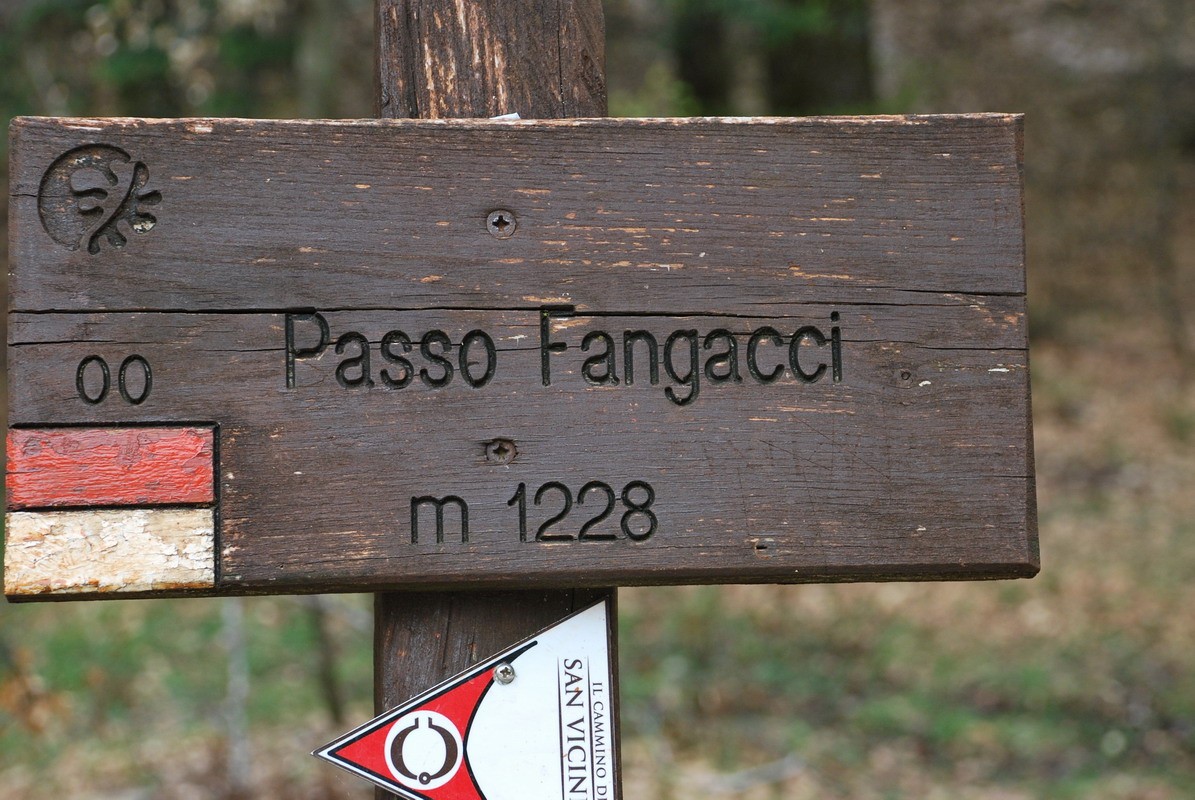 Passo Fangacci
00
m 1228
IL CAMMINO DI
SAN VICIN